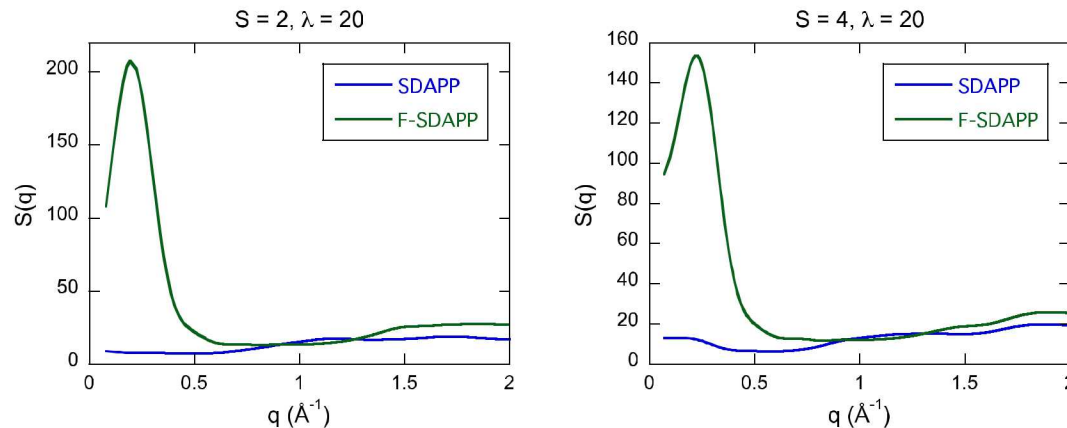 S = 2, λ = 20
200
150
100
50
0
S(q)
SDAPP
F-SDAPP
0
0.5
1
1.5
2
q (Å⁻¹)
S = 4, λ = 20
160
140
120
100
80
60
40
20
0
S(q)
SDAPP
F-SDAPP
0
0.5
1
1.5
2
q (Å⁻¹)